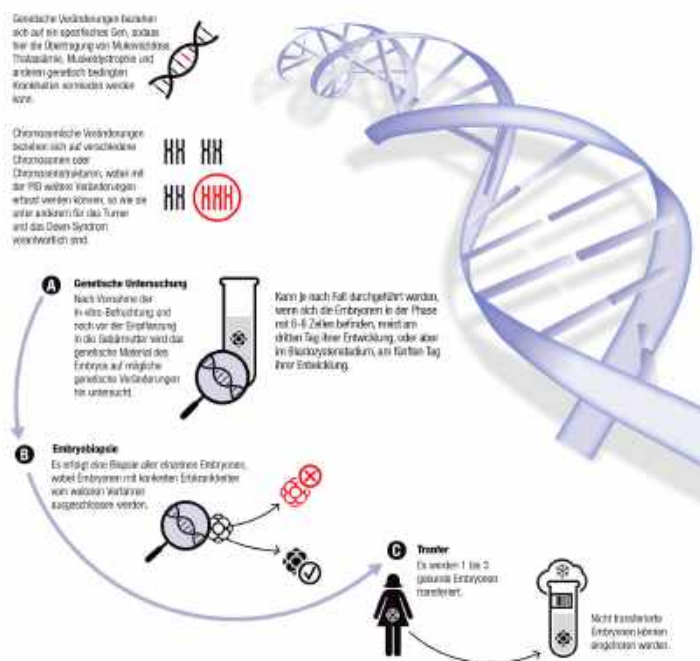 Genetische Veränderungen beziehen
sich auf ein spezifisches Gen, sodass
hier die Übertragung von Mukoviszidose,
Thalassämie, Muskeldystrophie und
anderen genetisch bedingten
Krankheiten vermieden werden
kann.
Chromosomische Veränderungen
beziehen sich auf verschiedene
Chromosomen oder
Chromosomenstrukturen, wobei mit
der PID weitere Veränderungen
erfasst werden können, so wie sie
unter anderem für das Turner
und das Down-Syndrom
verantwortlich sind.
A Genetische Untersuchung
Nach Vornahme der
In-vitro-Befruchtung und
noch vor der Einpflanzung
in die Gebärmutter wird das
genetische Material des
Embryos auf mögliche
genetische Veränderungen
hin untersucht.
Kann je nach Fall durchgeführt werden,
wenn sich die Embryonen in der Phase
mit 6-8 Zellen befinden, meist am
dritten Tag ihrer Entwicklung, oder aber
im Blastozystenstadium, am fünften Tag
ihrer Entwicklung.
B Embryobiopsie
Es erfolgt eine Biopsie aller einzelnen Embryonen,
wobei Embryonen mit konkreten Erbkrankheiten
vom weiteren Verfahren
ausgeschlossen werden.
C Tranfer
Es werden 1 bis 3
gesunde Embryonen
transferiert.
Nicht transferierte
Embryonen können
eingefroren werden.